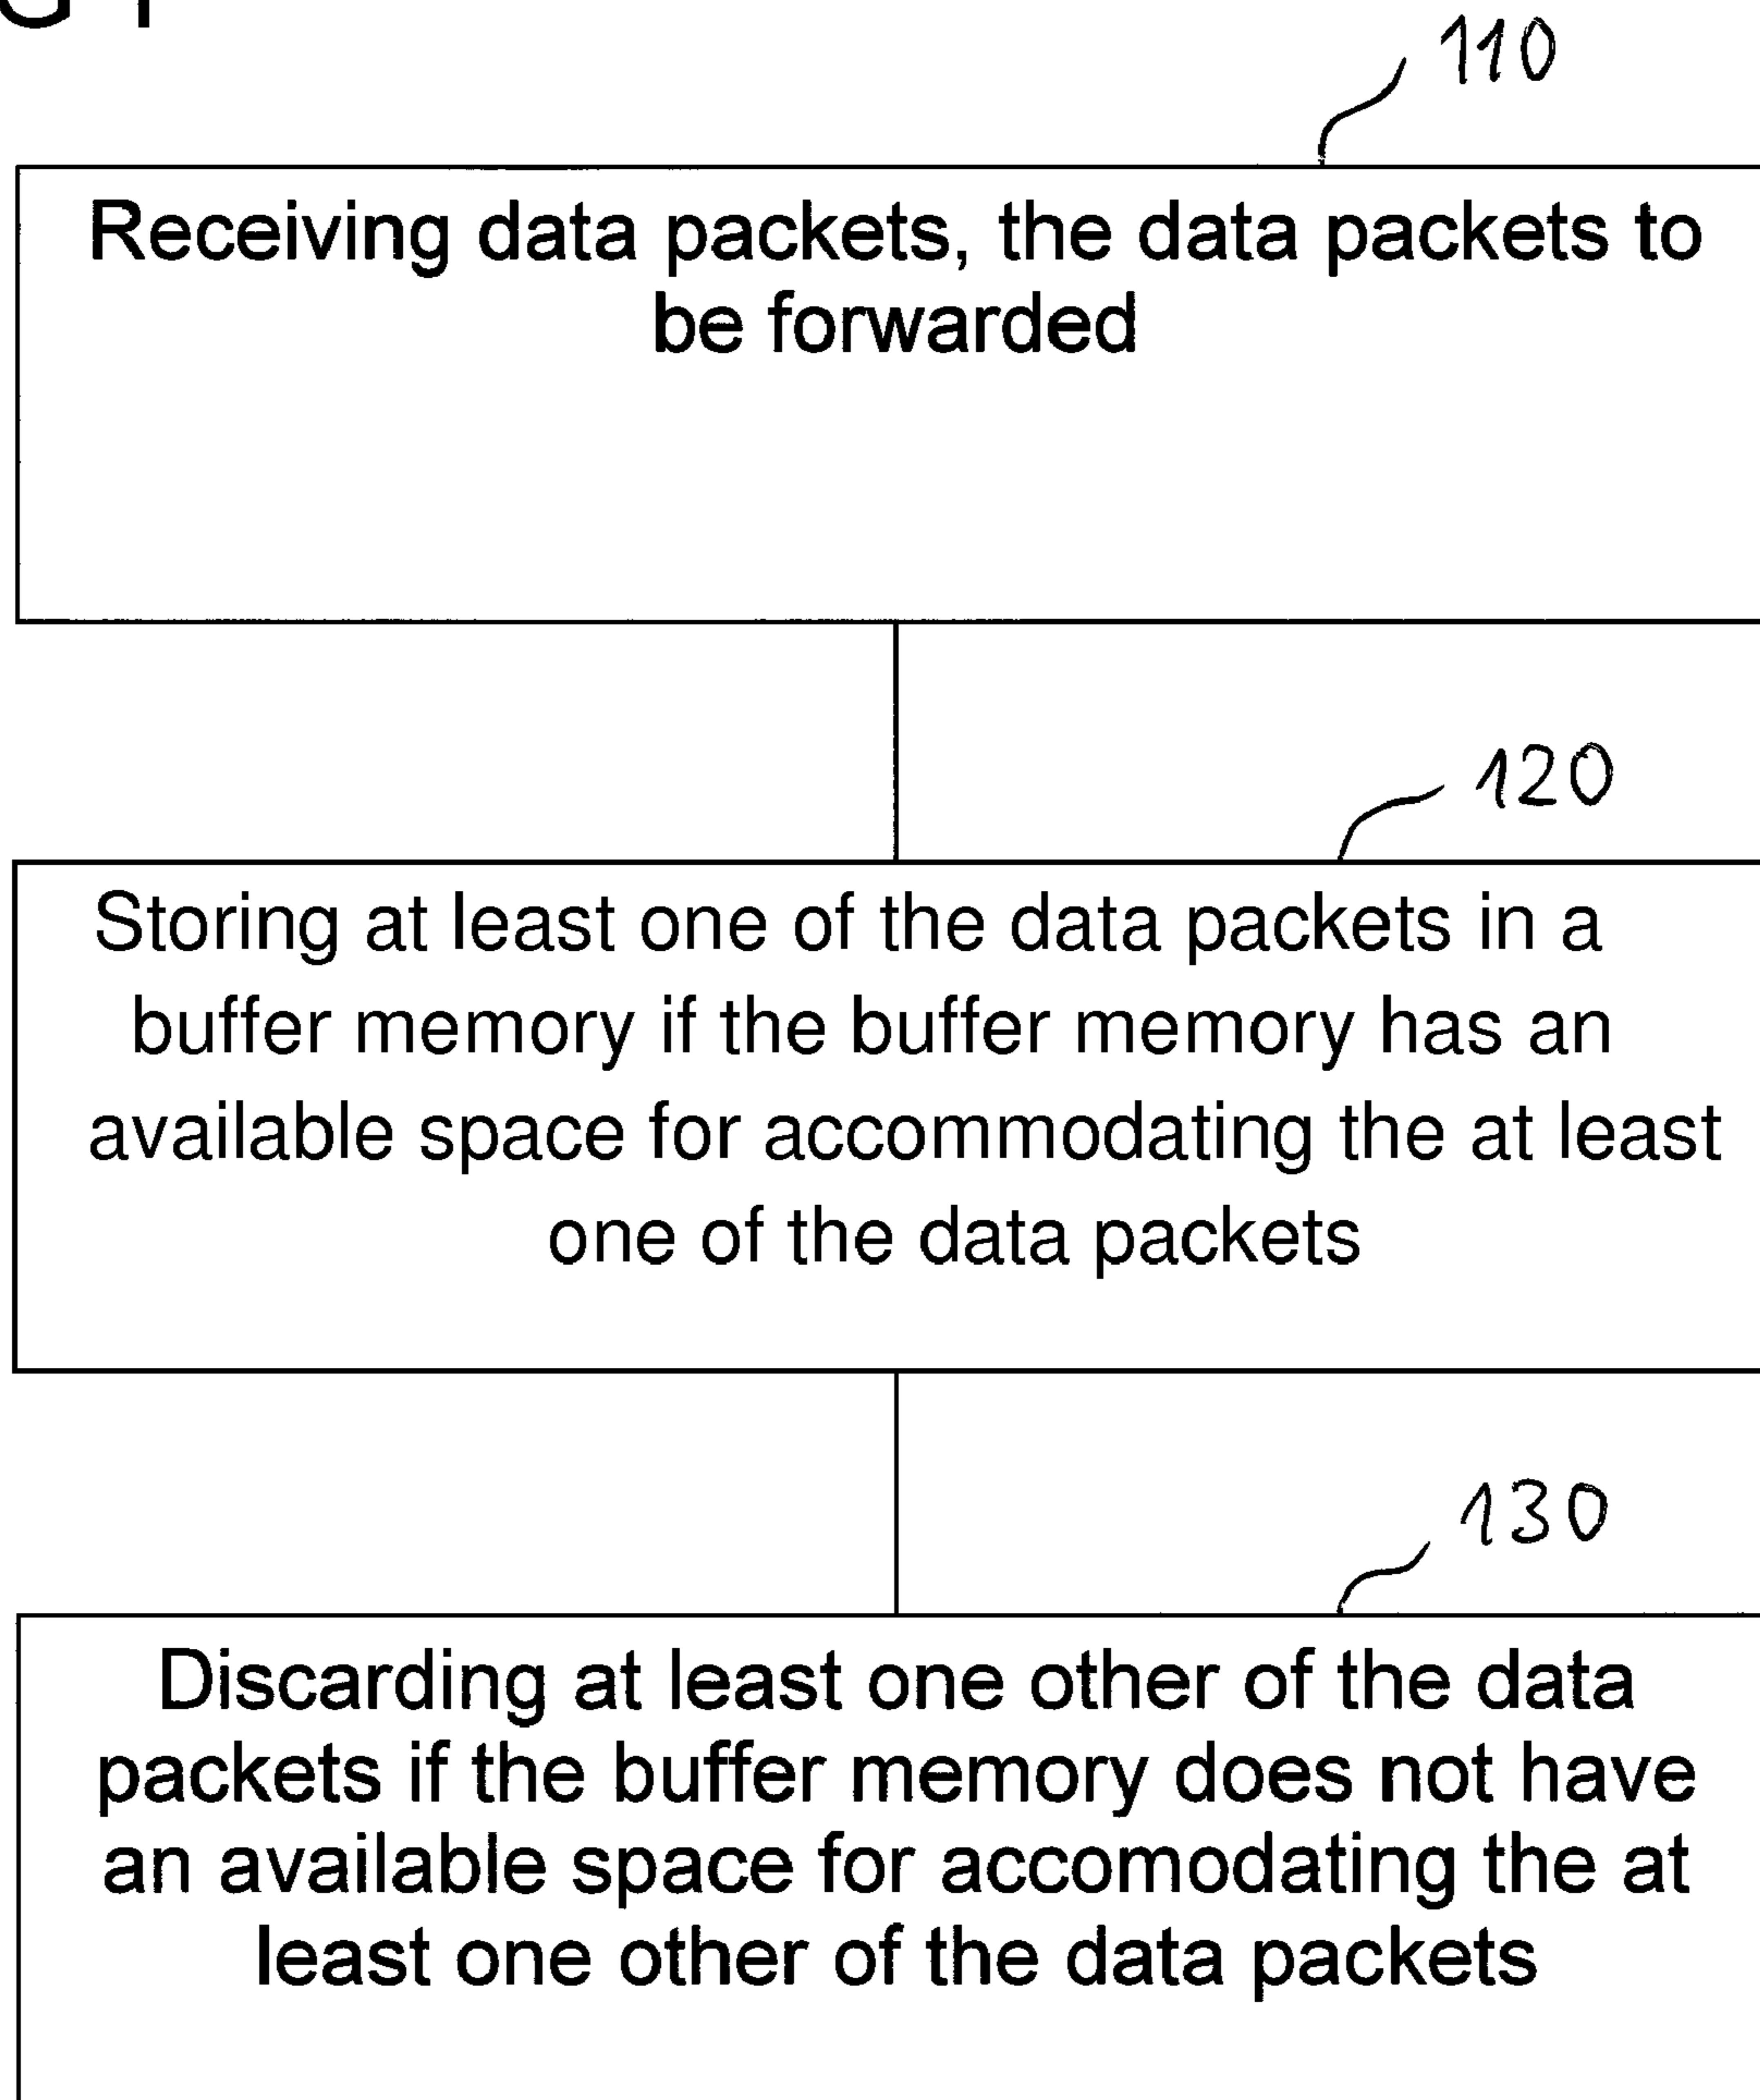 110
Receiving data packets, the data packets to
be forwarded
120
Storing at least one of the data packets in a
buffer memory if the buffer memory has an
available space for accommodating the at least
one of the data packets
130
Discarding at least one other of the data
packets if the buffer memory does not have
an available space for accomodating the at
least one other of the data packets